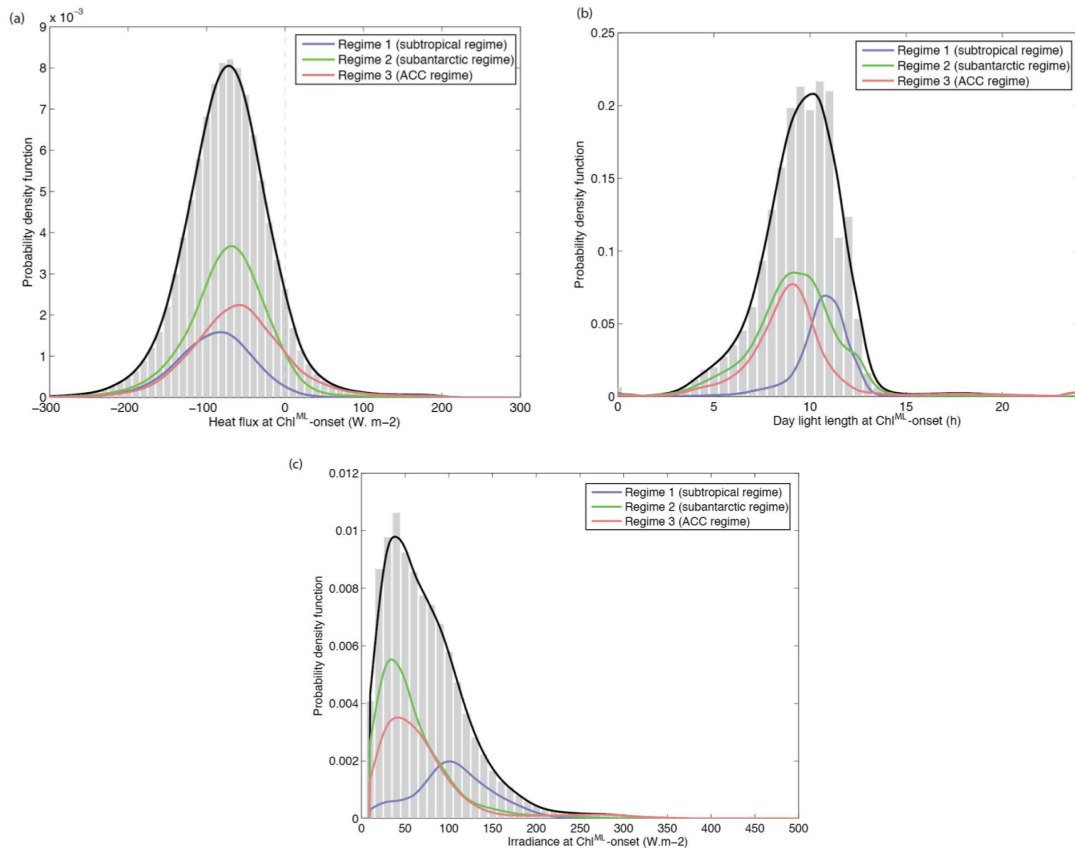 (a)
9 × 10⁻³
8
7
6
5
4
3
2
1
0
Probability density function
−300
−200
−100
0
100
200
300
Heat flux at Chlᴹᴸ-onset (W. m−2)
Regime 1 (subtropical regime)
Regime 2 (subantarctic regime)
Regime 3 (ACC regime)
(b)
0.25
0.2
0.15
0.1
0.05
0
Probability density function
0
5
10
15
20
Day light length at Chlᴹᴸ-onset (h)
Regime 1 (subtropical regime)
Regime 2 (subantarctic regime)
Regime 3 (ACC regime)
(c)
0.012
0.01
0.008
0.006
0.004
0.002
0
Probability density function
0
50
100
150
200
250
300
350
400
450
500
Irradiance at Chlᴹᴸ-onset (W.m−2)
Regime 1 (subtropical regime)
Regime 2 (subantarctic regime)
Regime 3 (ACC regime)